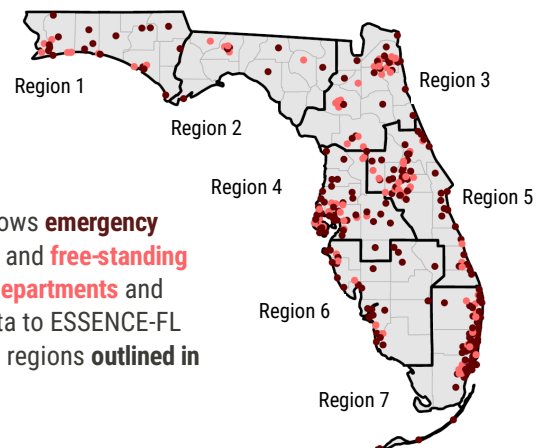 Region 1
Region 2
Region 3
Region 4
Region 5
ows emergency
and free-standing
epartments and
ta to ESSENCE-FL
regions outlined in
Region 6
Region 7